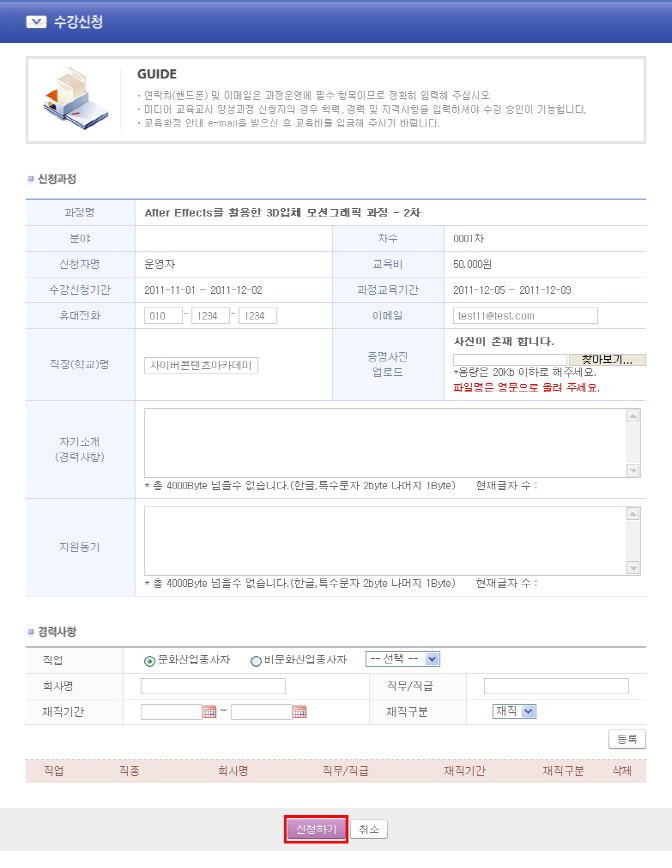 수강신청
GUIDE
· 연락처(핸드폰) 및 이메일은 과정운영에 필수 항목이므로 정확히 입력해 주십시오
· 미디어 교육교사 양성과정 신청자의 경우 학력, 경력 및 자격사항을 입력하셔야 수강 승인이 가능합니다.
· 교육확정 안내 e-mail을 받으신 후 교육비를 입금해 주시기 바랍니다.
신청과정
과정명 After Effects를 활용한 3D입체 모션그래픽 과정 - 2차
분야 차수 0001차
신청자명 운영자 교육비 50,000원
수강신청기간 2011-11-01 ~ 2011-12-02 과정교육기간 2011-12-05 ~ 2011-12-09
휴대전화 010 - 1234 - 1234 이메일 test11@test.com
직장(학교)명 사이버콘텐츠아카데미 증명사진 업로드 사진이 존재 합니다.
찾아보기...
*용량은 20Kb 이하로 해주세요.
파일명은 영문으로 올려 주세요.
자기소개
(경력사항)
* 총 4000Byte 넘을수 없습니다.(한글,특수문자 2byte 나머지 1Byte) 현재글자 수 :
지원동기
* 총 4000Byte 넘을수 없습니다.(한글,특수문자 2byte 나머지 1Byte) 현재글자 수 :
경력사항
직업 문화산업종사자 비문화산업종사자 -- 선택 --
회사명 직무/직급
재직기간 ~ 재직구분 재직
등록
직업 직종 회사명 직무/직급 재직기간 재직구분 삭제
신청하기 취소